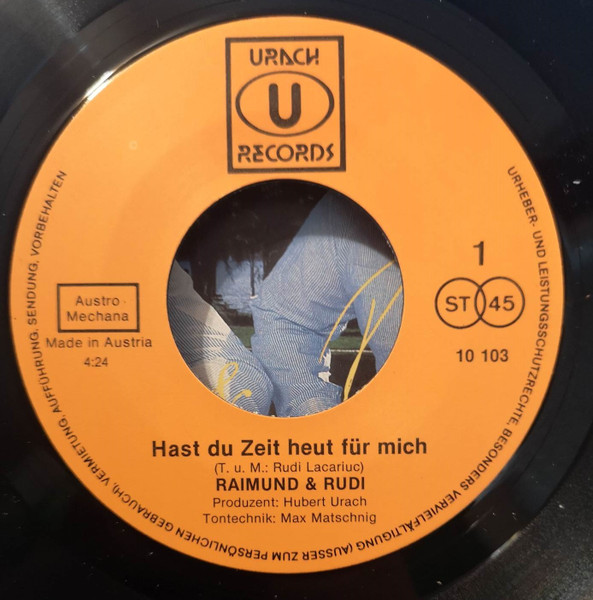 URACH
U
RECORDS
URHEBER- UND LEISTUNGSSCHUTZRECHTE, BESONDERS VERVIELFÄLTIGUNG (AUSSER ZUM PERSÖNLICHEN GEBRAUCH), VERMIETUNG, AUFFÜHRUNG, SENDUNG, VORBEHALTEN
1
ST 45
10 103
Austro
Mechana
Made in Austria
4:24
Hast du Zeit heut für mich
(T. u. M.: Rudi Lacariuc)
RAIMUND & RUDI
Produzent: Hubert Urach
Tontechnik: Max Matschnig